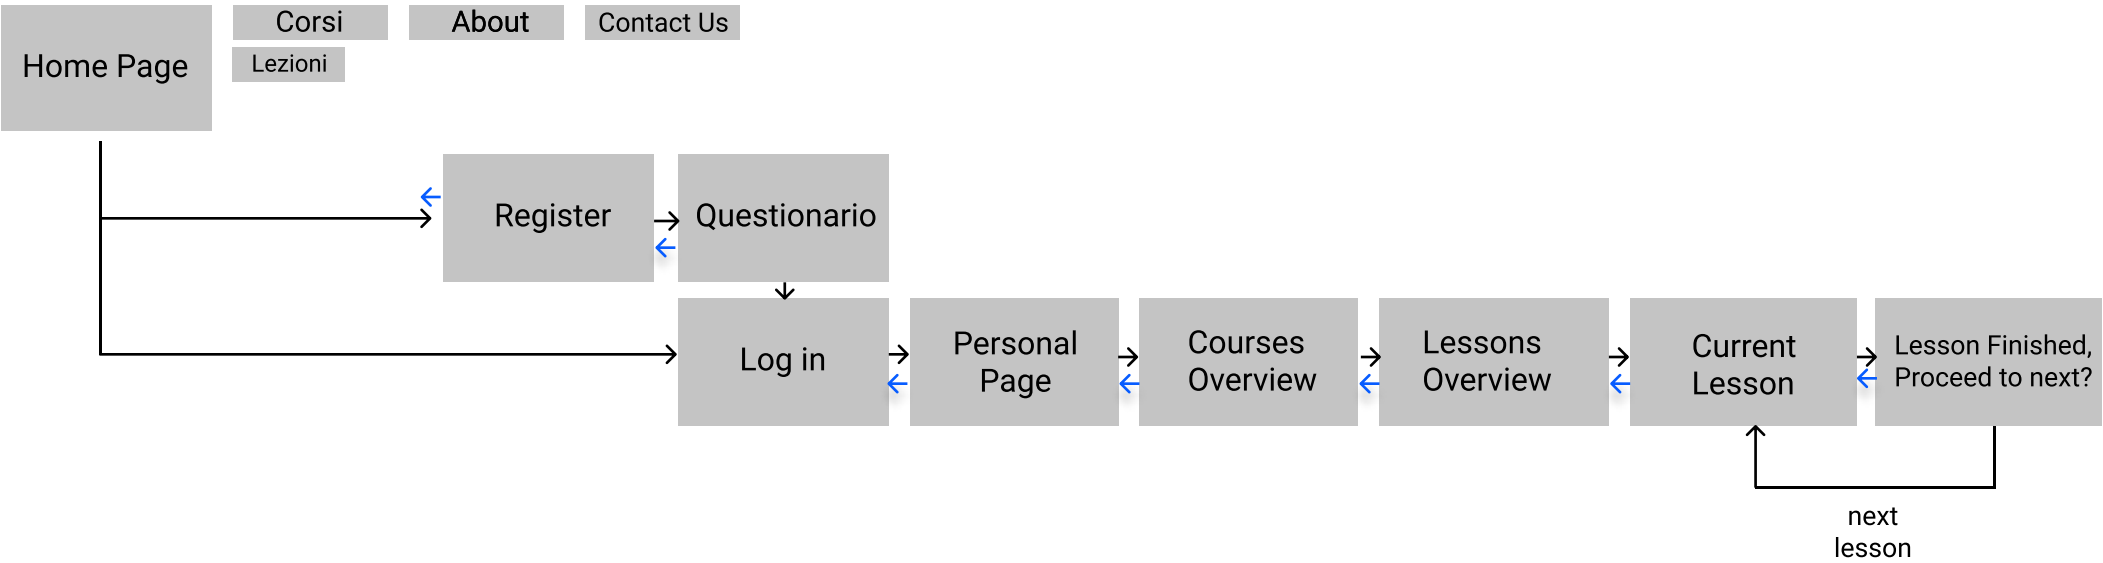 Home Page
Corsi
About
Contact Us
Lezioni
Register
Questionario
Log in
Personal
Page
Courses
Overview
Lessons
Overview
Current
Lesson
Lesson Finished,
Proceed to next?
next
lesson